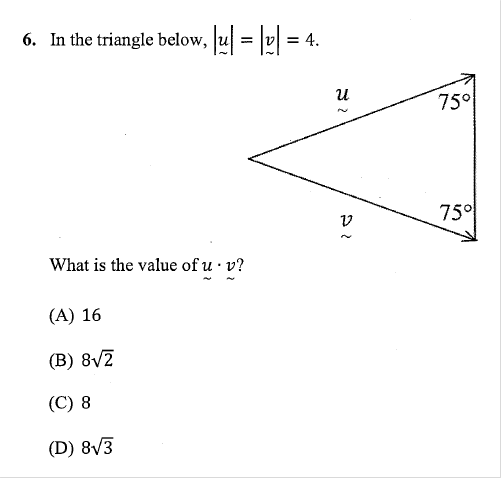 6. In the triangle below, |u| = |v| = 4.
u
75°
75°
v
What is the value of u · v?
(A) 16
(B) 8√2
(C) 8
(D) 8√3